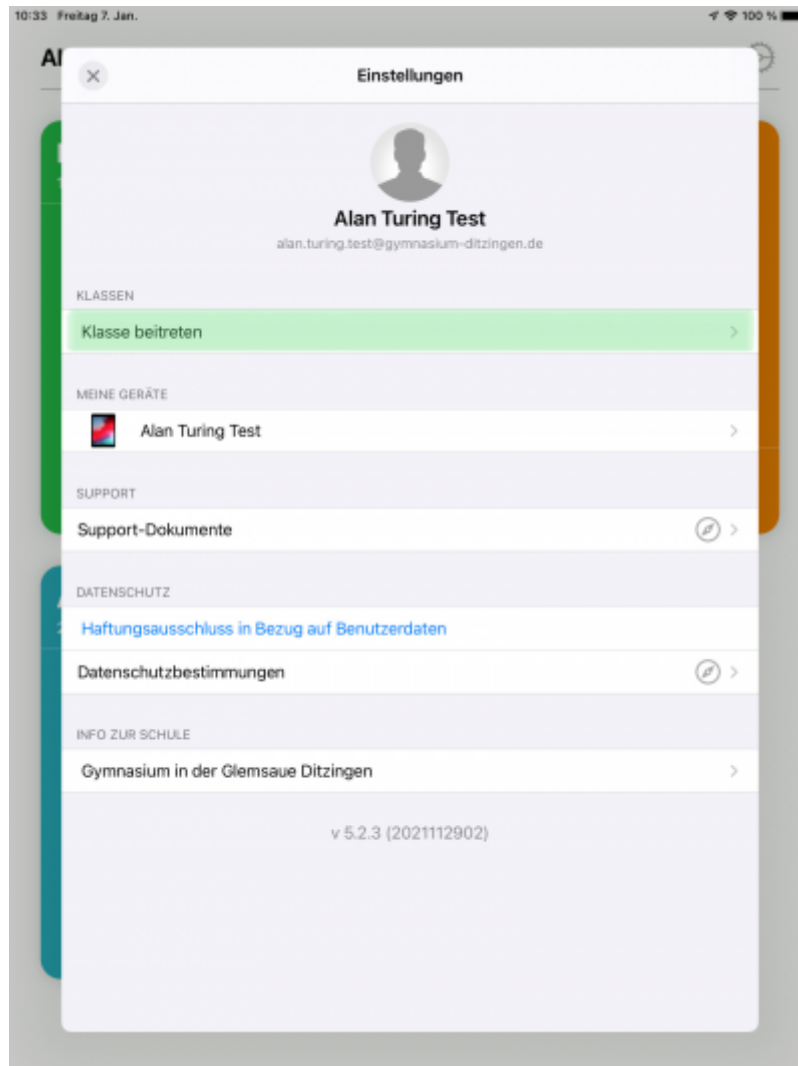 10:33 Freitag 7. Jan.
100 %
Einstellungen
Alan Turing Test
alan.turing.test@gymnasium-ditzingen.de
KLASSEN
Klasse beitreten
MEINE GERÄTE
Alan Turing Test
SUPPORT
Support-Dokumente
DATENSCHUTZ
Haftungsausschluss in Bezug auf Benutzerdaten
Datenschutzbestimmungen
INFO ZUR SCHULE
Gymnasium in der Glemsaue Ditzingen
v 5.2.3 (2021112902)